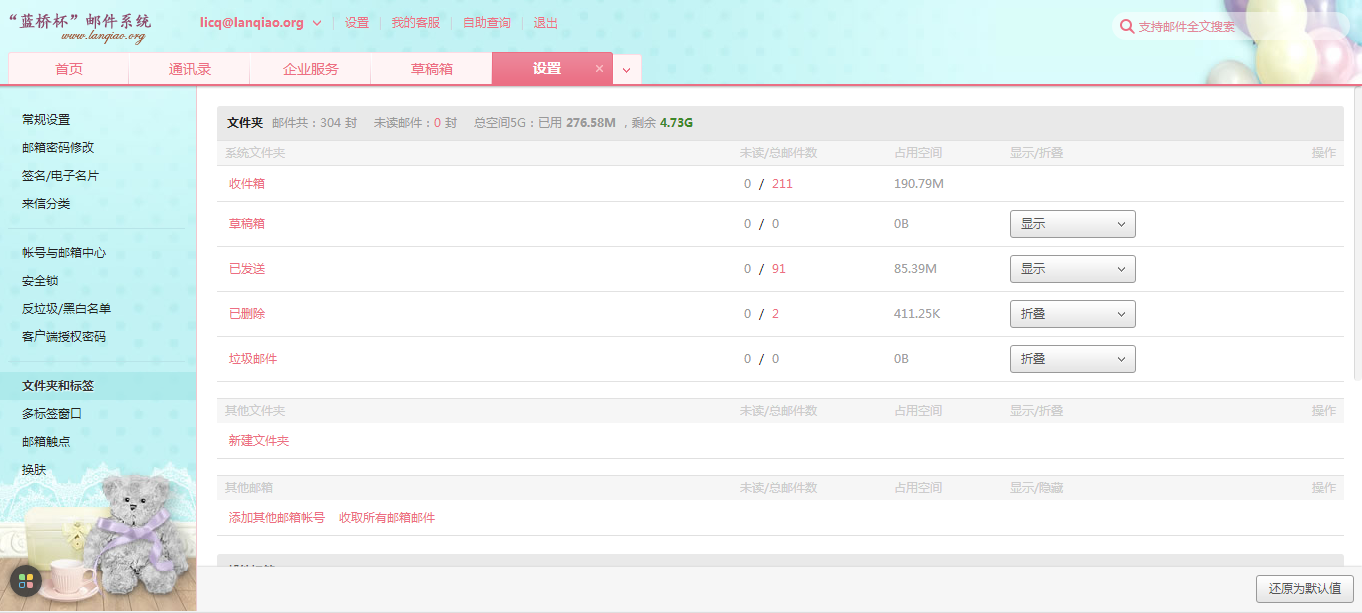 “蓝桥杯”邮件系统
www.lanqiao.org
licq@lanqiao.org 设置 我的客服 自助查询 退出
支持邮件全文搜索
首页 通讯录 企业服务 草稿箱 设置 ×
常规设置
邮箱密码修改
签名/电子名片
来信分类
帐号与邮箱中心
安全锁
反垃圾/黑白名单
客户端授权密码
文件夹和标签
多标签窗口
邮箱触点
换肤
文件夹 邮件共：304 封 未读邮件：0 封 总空间5G：已用 276.58M ，剩余 4.73G
系统文件夹 未读/总邮件数 占用空间 显示/折叠 操作
收件箱 0 / 211 190.79M
草稿箱 0 / 0 0B 显示
已发送 0 / 91 85.39M 显示
已删除 0 / 2 411.25K 折叠
垃圾邮件 0 / 0 0B 折叠
其他文件夹 未读/总邮件数 占用空间 显示/折叠 操作
新建文件夹
其他邮箱 未读/总邮件数 占用空间 显示/隐藏 操作
添加其他邮箱帐号 收取所有邮箱邮件
还原为默认值